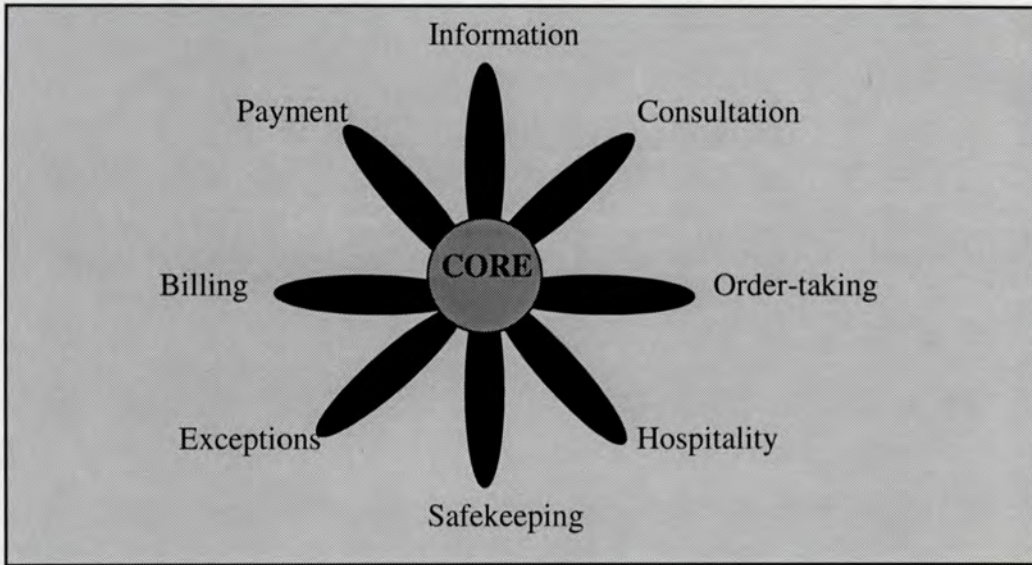 Information
Payment
Consultation
CORE
Billing
Order-taking
Exceptions
Hospitality
Safekeeping